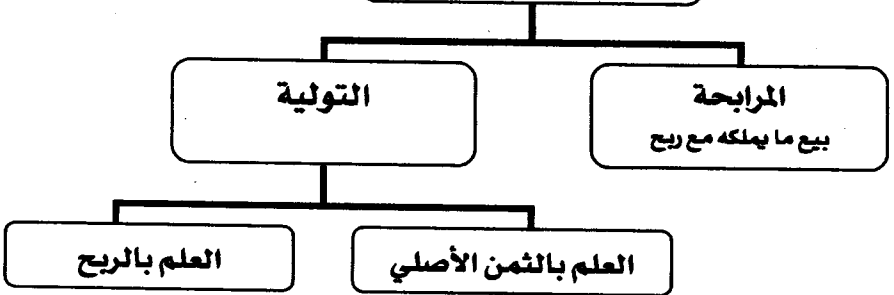 المرابحة
بيع ما يملكه مع ربح
التولية
العلم بالثمن الأصلي
العلم بالربح